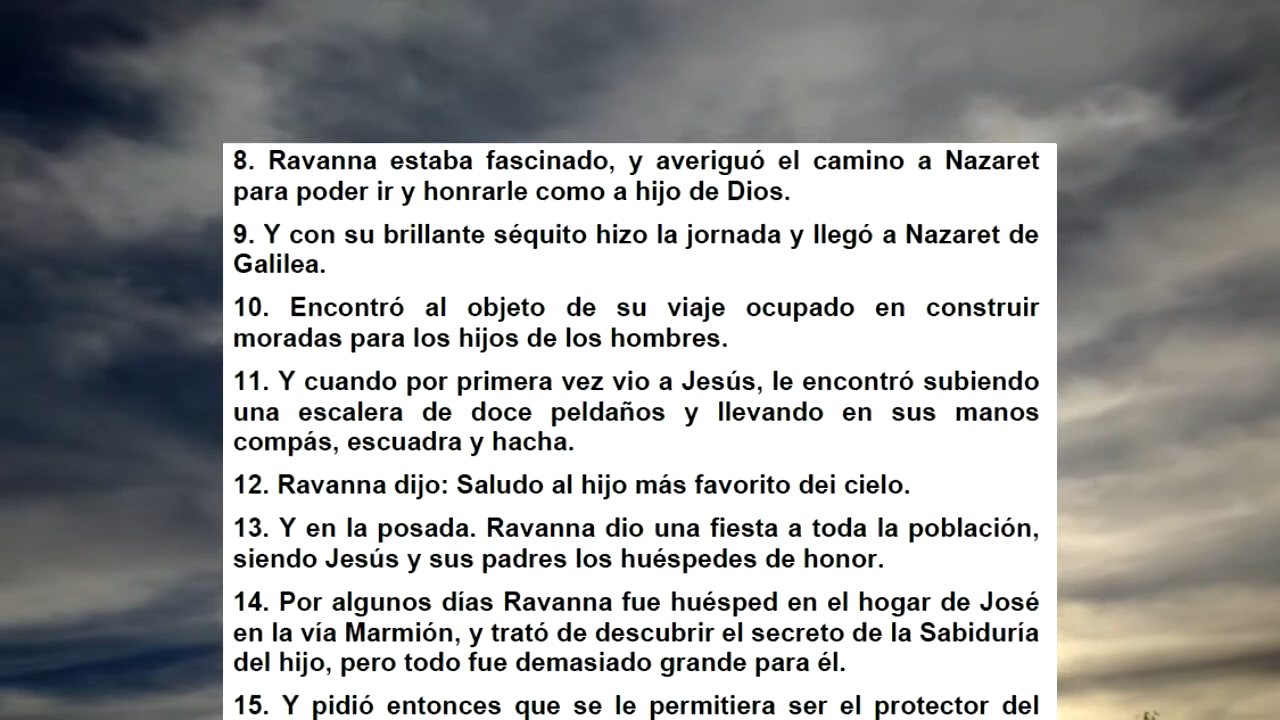 8. Ravanna estaba fascinado, y averiguó el camino a Nazaret
para poder ir y honrarle como a hijo de Dios.
9. Y con su brillante séquito hizo la jornada y llegó a Nazaret de
Galilea.
10. Encontró al objeto de su viaje ocupado en construir
moradas para los hijos de los hombres.
11. Y cuando por primera vez vio a Jesús, le encontró subiendo
una escalera de doce peldaños y llevando en sus manos
compás, escuadra y hacha.
12. Ravanna dijo: Saludo al hijo más favorito dei cielo.
13. Y en la posada. Ravanna dio una fiesta a toda la población,
siendo Jesús y sus padres los huéspedes de honor.
14. Por algunos días Ravanna fue huésped en el hogar de José
en la vía Marmión, y trató de descubrir el secreto de la Sabiduría
del hijo, pero todo fue demasiado grande para él.
15. Y pidió entonces que se le permitiera ser el protector del